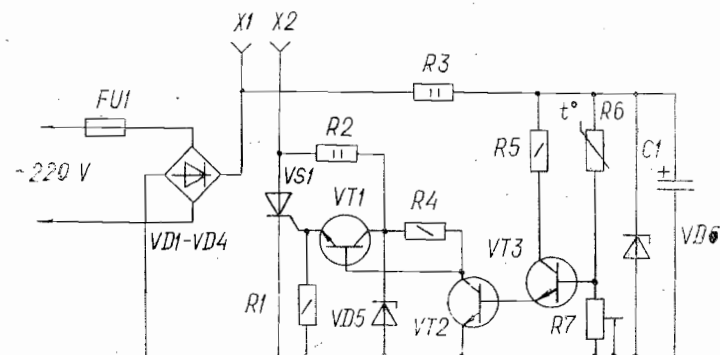 X1 X2
R3
FU1
t° R6
R2
R5
C1
+
~220 V
VS1
VT1
R4
VD6
VD1-VD4
VT3
R1
VD5
VT2
R7